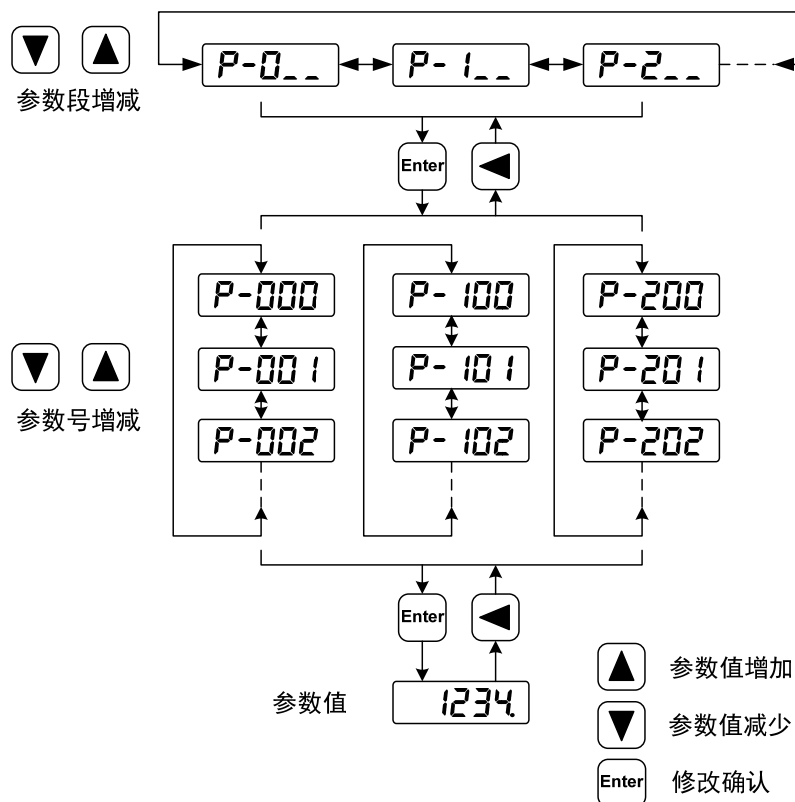 P-0__ P-1__ P-2__
参数段增减
Enter
P-000 P-100 P-200
P-001 P-101 P-201
参数号增减
P-002 P-102 P-202
Enter
参数值增加
参数值 1234.
参数值减少
Enter 修改确认